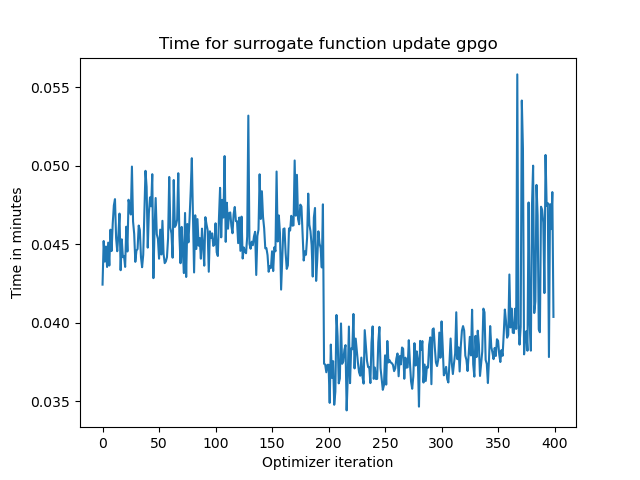 Time for surrogate function update gpgo
0.055
0.050
0.045
0.040
0.035
Time in minutes
0 50 100 150 200 250 300 350 400
Optimizer iteration